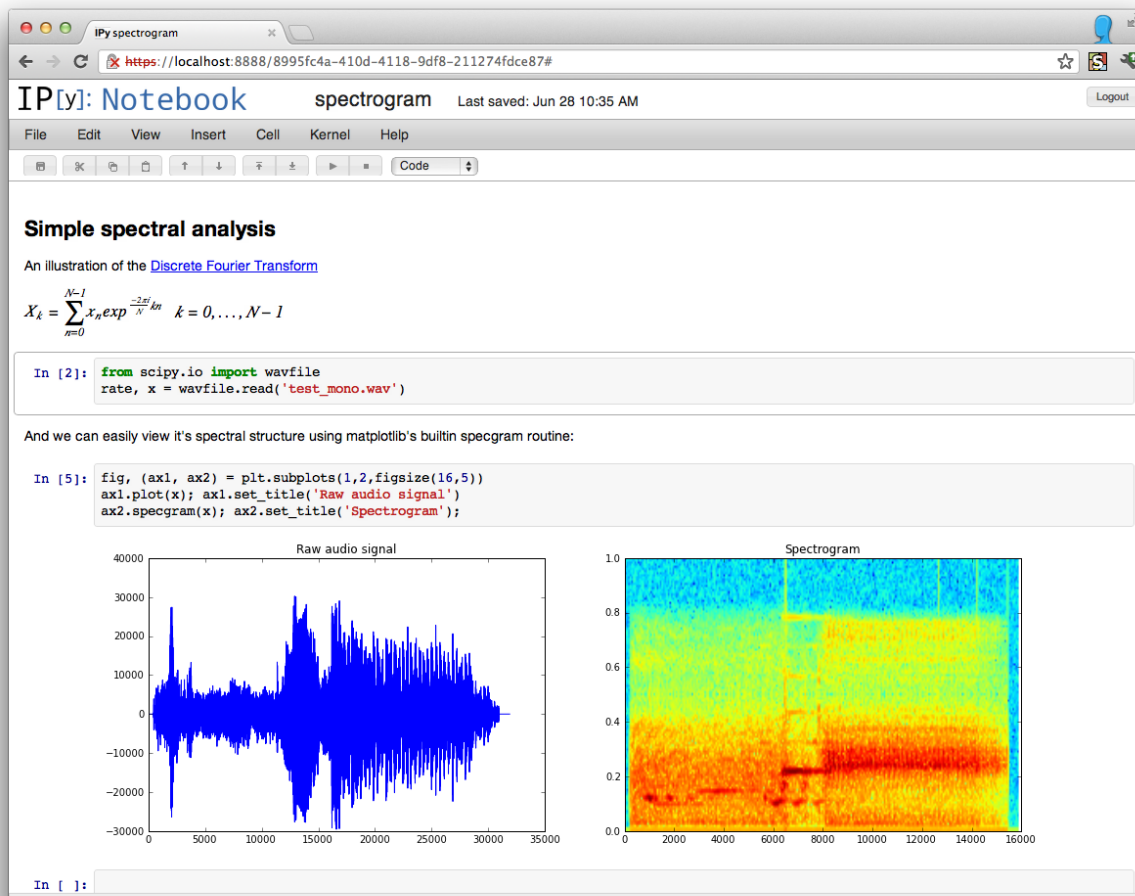 IPy spectrogram
https://localhost:8888/8995fc4a-410d-4118-9df8-211274fdce87#
IP[y]: Notebook spectrogram Last saved: Jun 28 10:35 AM
Logout
File Edit View Insert Cell Kernel Help
Code
Simple spectral analysis
An illustration of the Discrete Fourier Transform
X_k = \sum_{n=0}^{N-1} x_n exp^{\frac{-2πi}{N} kn} k = 0, . . . , N − 1
In [2]: from scipy.io import wavfile
rate, x = wavfile.read('test_mono.wav')
And we can easily view it's spectral structure using matplotlib's builtin specgram routine:
In [5]: fig, (ax1, ax2) = plt.subplots(1,2,figsize(16,5))
ax1.plot(x); ax1.set_title('Raw audio signal')
ax2.specgram(x); ax2.set_title('Spectrogram');
Raw audio signal
40000
30000
20000
10000
0
−10000
−20000
−30000
0 5000 10000 15000 20000 25000 30000 35000
Spectrogram
1.0
0.8
0.6
0.4
0.2
0.0
0 2000 4000 6000 8000 10000 12000 14000 16000
In [ ]: